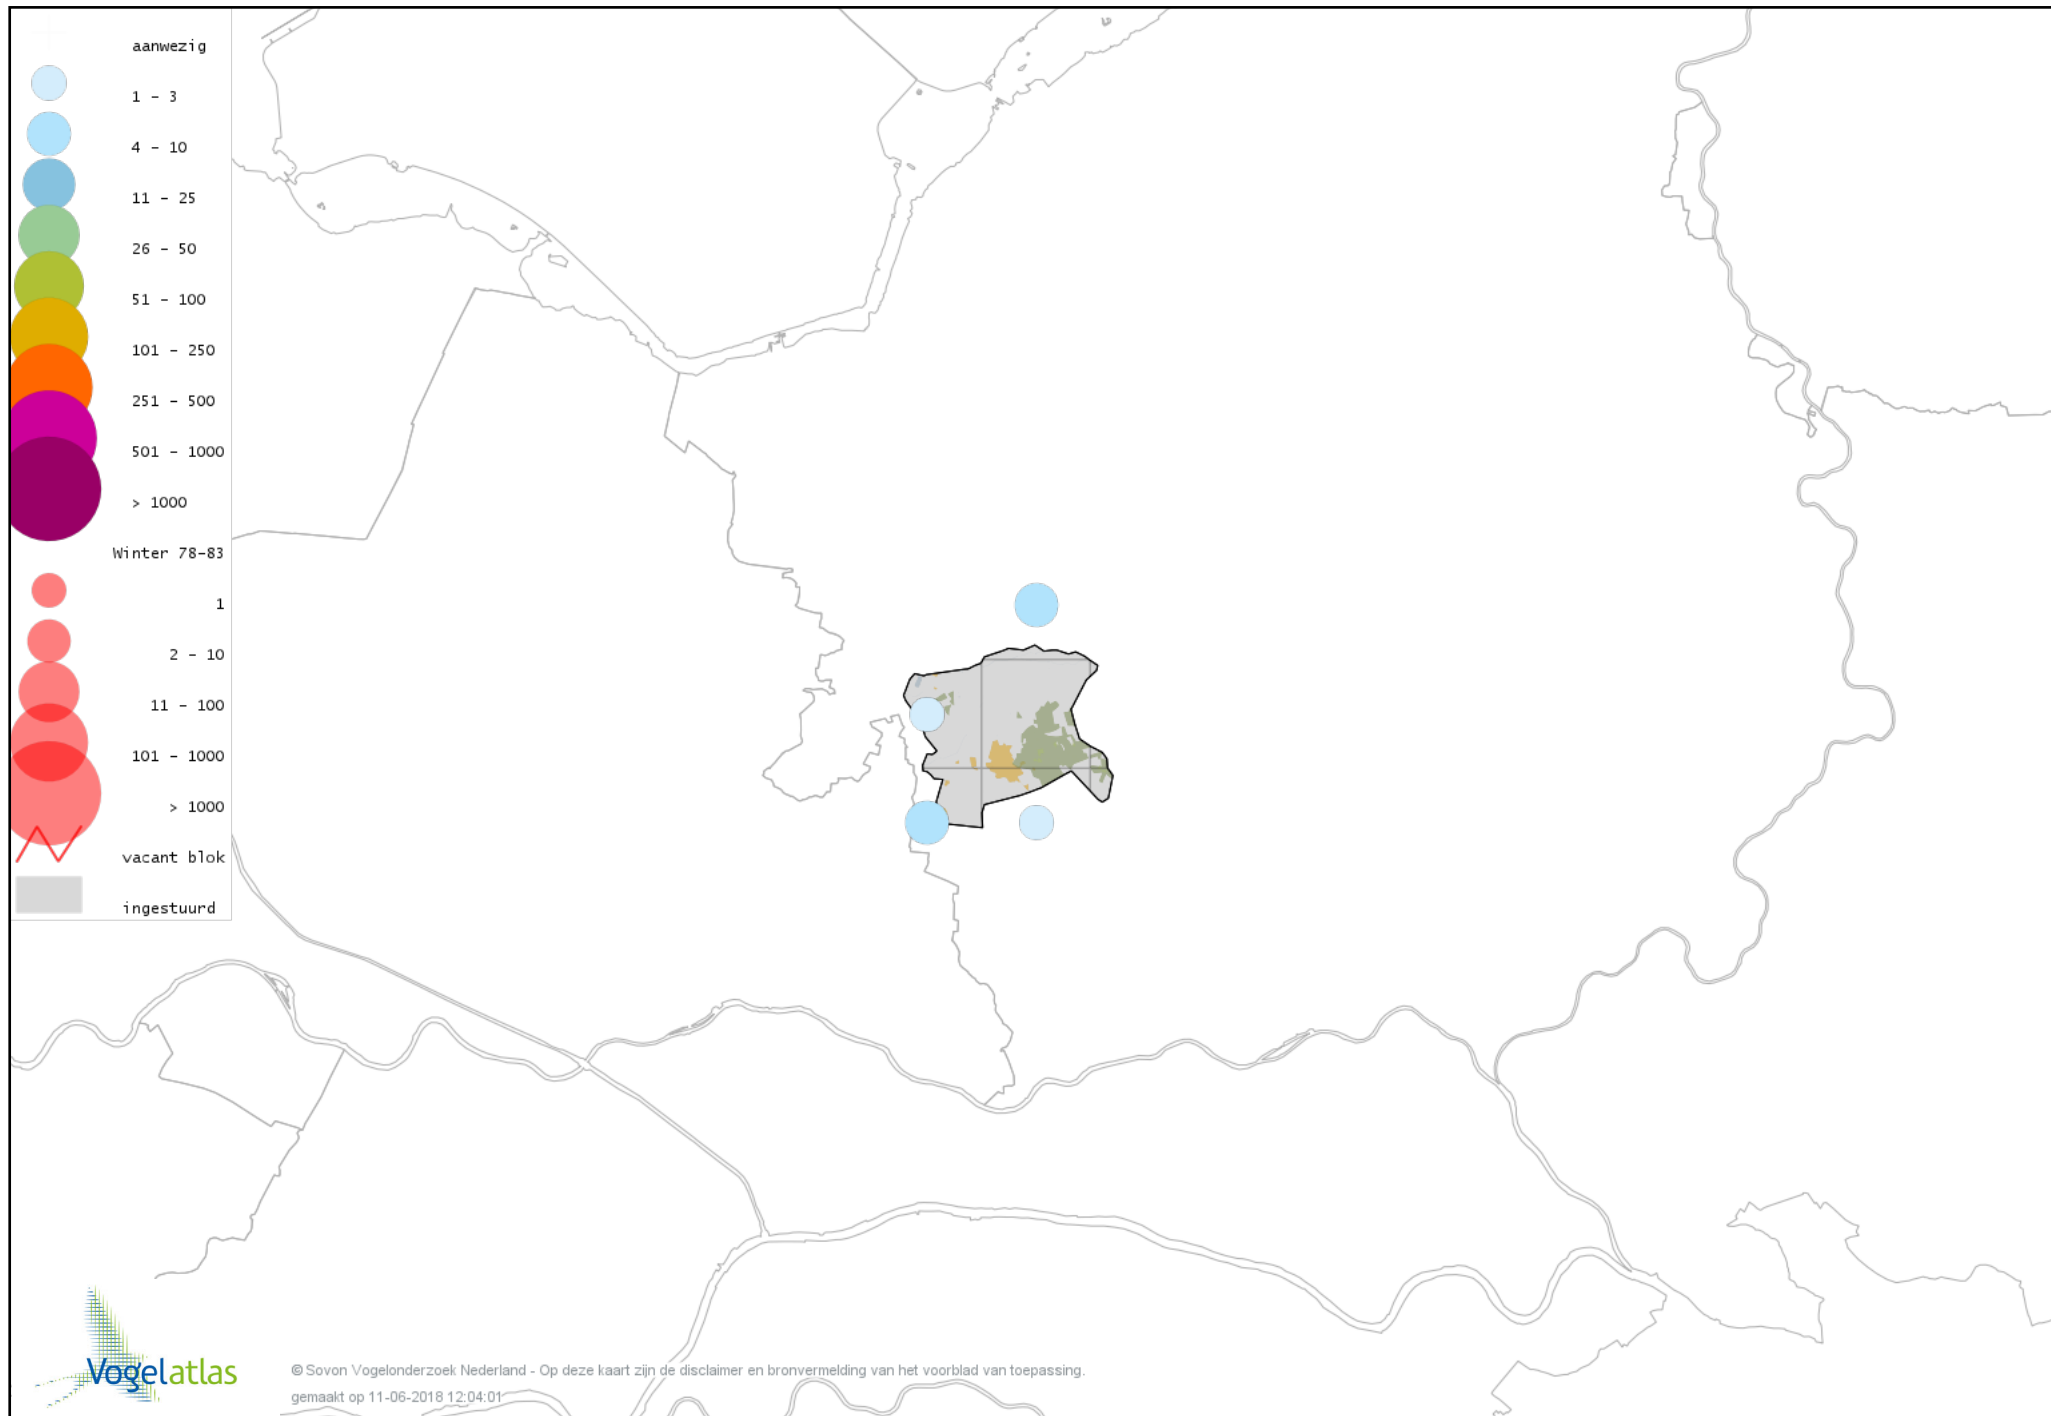 aanwezig
1 - 3
4 - 10
11 - 25
26 - 50
51 - 100
101 - 250
251 - 500
501 - 1000
> 1000
Winter 78-83
1
2 - 10
11 - 100
101 - 1000
> 1000
vacant blok
ingestuurd
Vogelatlas
© Sovon Vogelonderzoek Nederland - Op deze kaart zijn de disclaimer en bronvermelding van het voorblad van toepassing.
gemaakt op 11-06-2018 12:04:01